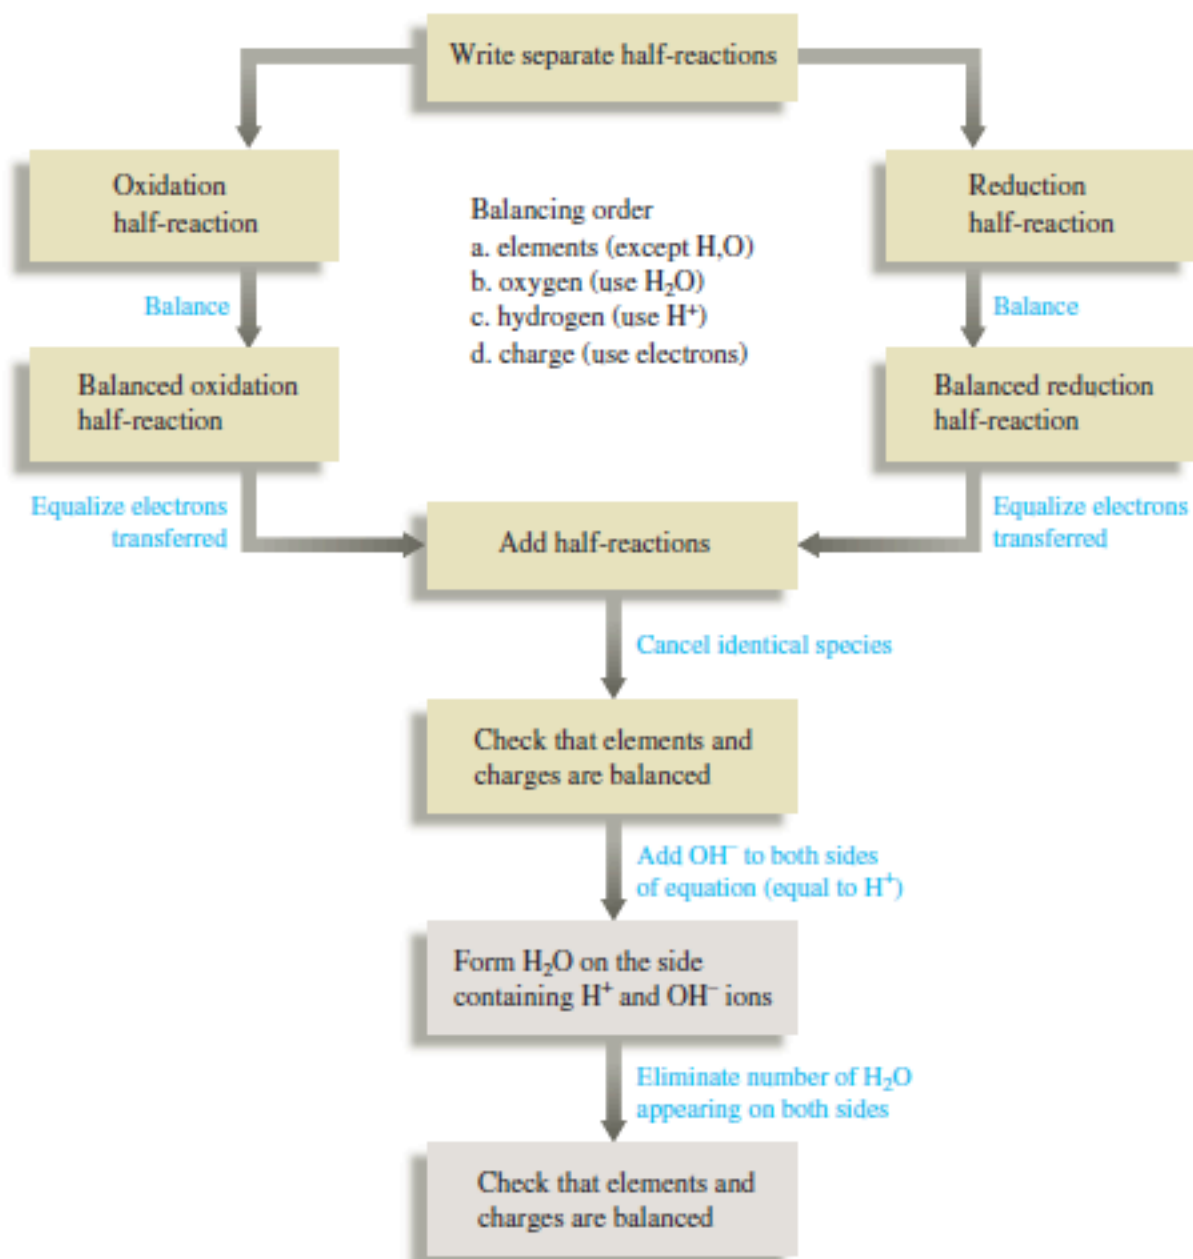 Write separate half-reactions
Oxidation
half-reaction
Reduction
half-reaction
Balancing order
a. elements (except H,O)
b. oxygen (use H₂O)
c. hydrogen (use H⁺)
d. charge (use electrons)
Balance
Balance
Balanced oxidation
half-reaction
Balanced reduction
half-reaction
Equalize electrons
transferred
Equalize electrons
transferred
Add half-reactions
Cancel identical species
Check that elements and
charges are balanced
Add OH⁻ to both sides
of equation (equal to H⁺)
Form H₂O on the side
containing H⁺ and OH⁻ ions
Eliminate number of H₂O
appearing on both sides
Check that elements and
charges are balanced